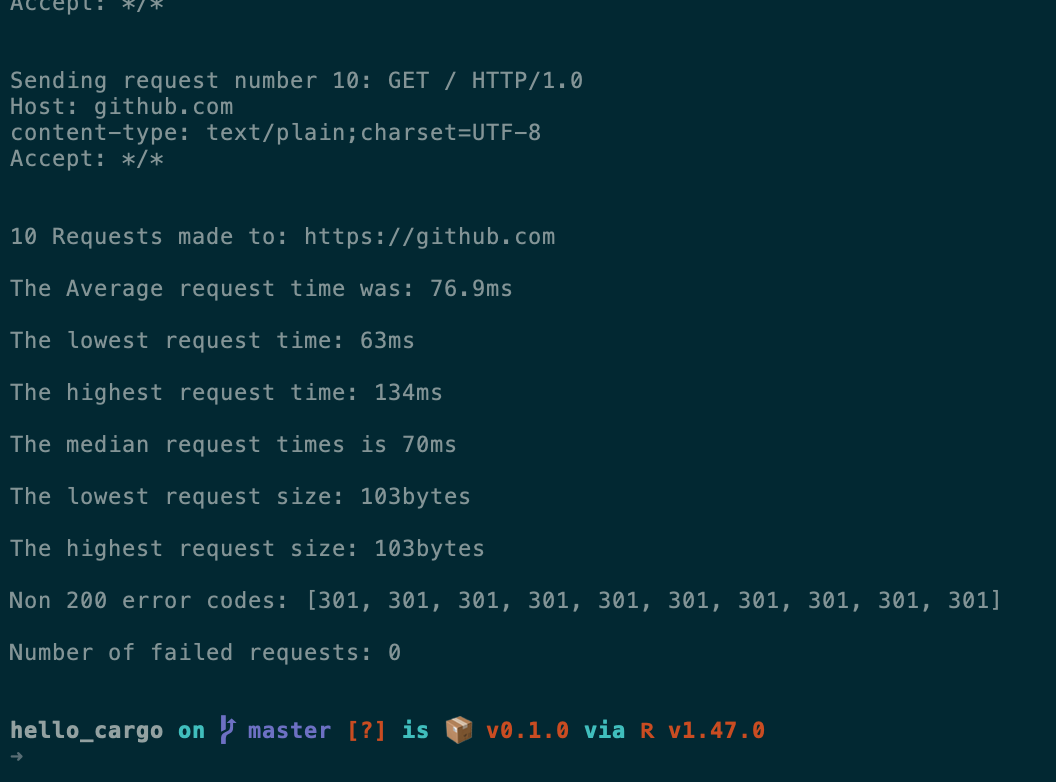 Accept: */*
Sending request number 10: GET / HTTP/1.0
Host: github.com
content-type: text/plain;charset=UTF-8
Accept: */*
10 Requests made to: https://github.com
The Average request time was: 76.9ms
The lowest request time: 63ms
The highest request time: 134ms
The median request times is 70ms
The lowest request size: 103bytes
The highest request size: 103bytes
Non 200 error codes: [301, 301, 301, 301, 301, 301, 301, 301, 301, 301]
Number of failed requests: 0
hello_cargo on master [?] is 📦 v0.1.0 via R v1.47.0
➜